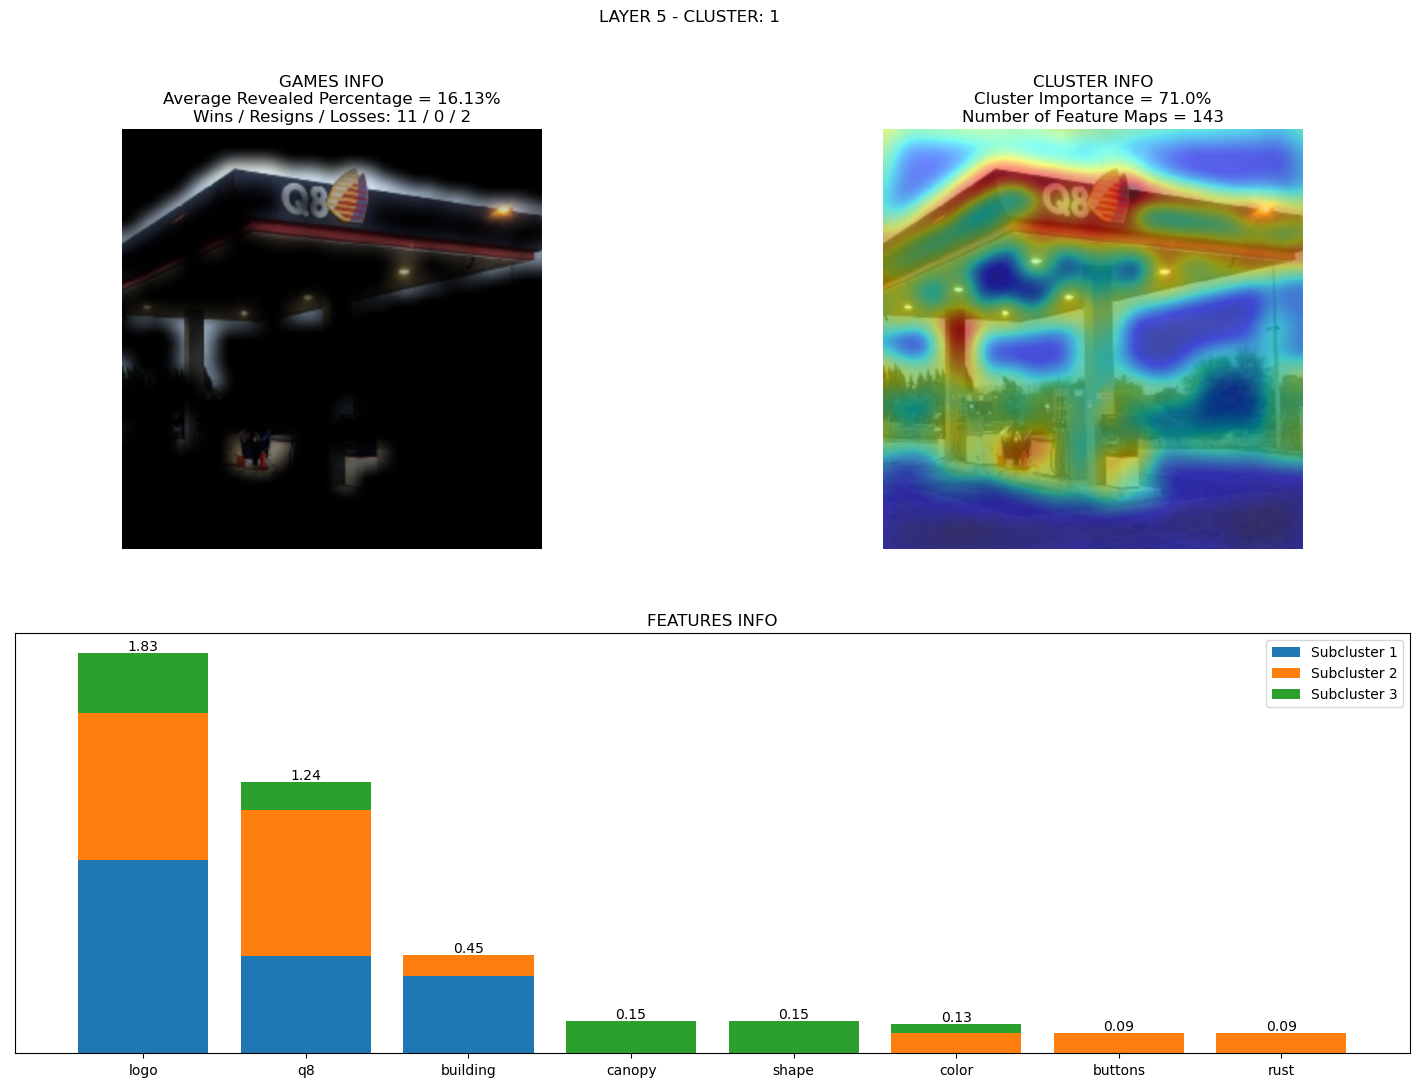 LAYER 5 - CLUSTER: 1
GAMES INFO
Average Revealed Percentage = 16.13%
Wins / Resigns / Losses: 11 / 0 / 2
Q8
CLUSTER INFO
Cluster Importance = 71.0%
Number of Feature Maps = 143
Q8
FEATURES INFO
Subcluster 1
Subcluster 2
Subcluster 3
1.83
1.24
0.45
0.15
0.15
0.13
0.09
0.09
logo
q8
building
canopy
shape
color
buttons
rust